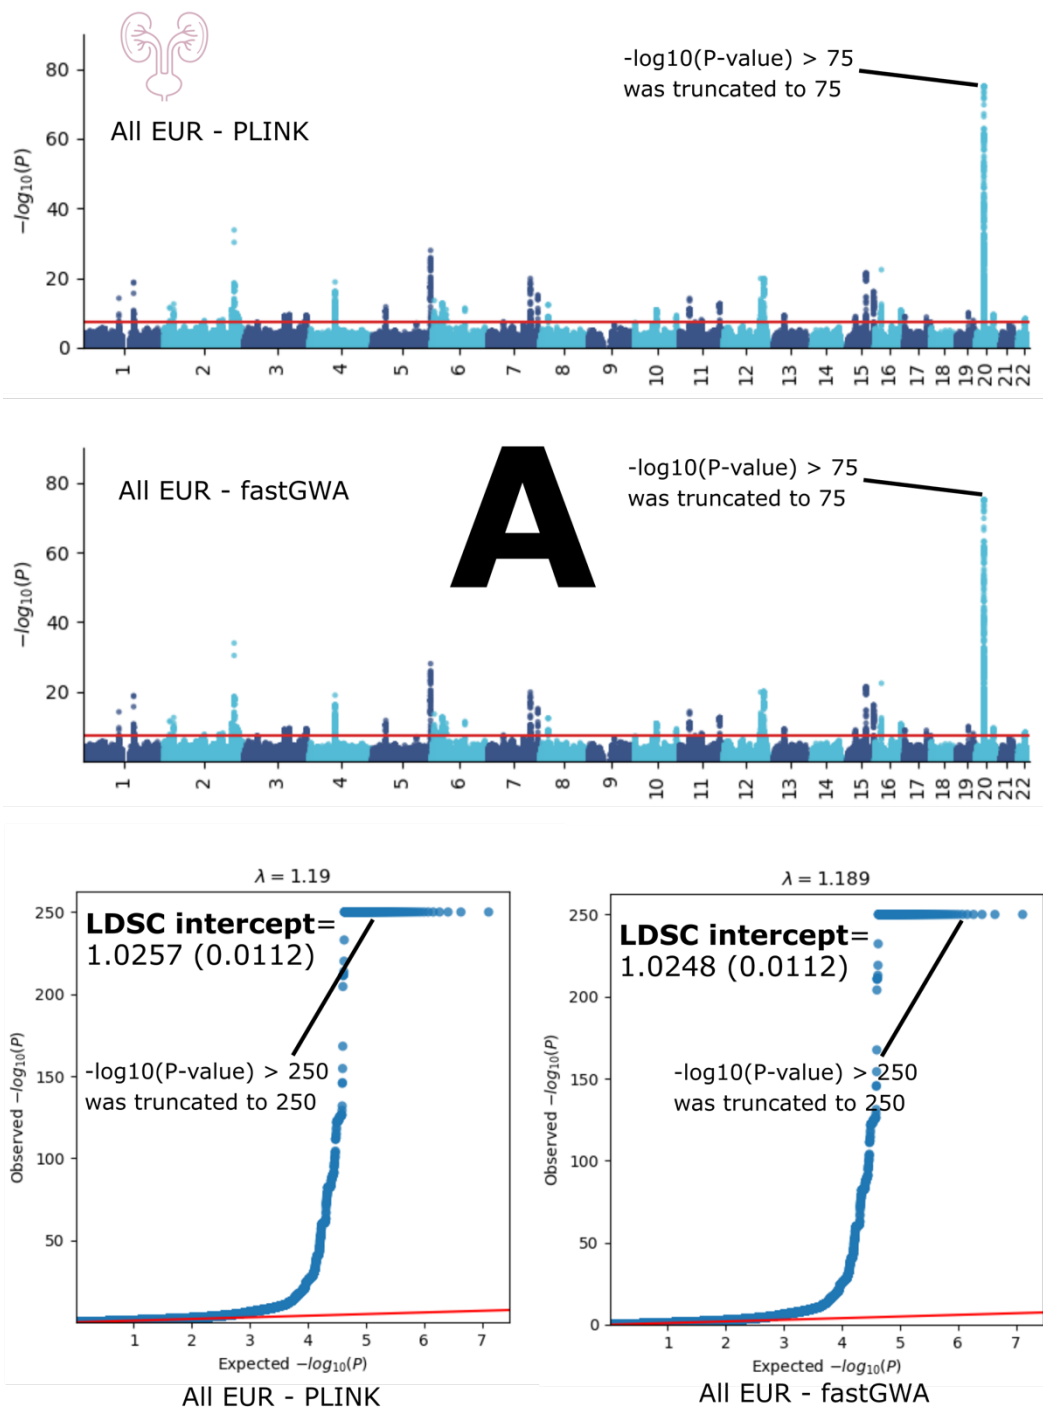 80
-log10(P-value) > 75
was truncated to 75
All EUR - PLINK
60
40
20
0
−log₁₀(P)
1 2 3 4 5 6 7 8 9 10 11 12 13 14 15 16 17 18 19 20 21 22
A
-log10(P-value) > 75
was truncated to 75
All EUR - fastGWA
80
60
40
20
−log₁₀(P)
1 2 3 4 5 6 7 8 9 10 11 12 13 14 15 16 17 18 19 20 21 22
λ = 1.19
250
LDSC intercept=
1.0257 (0.0112)
200
150
-log10(P-value) > 250
was truncated to 250
100
50
Observed −log₁₀(P)
1 2 3 4 5 6 7
Expected −log₁₀(P)
All EUR - PLINK
λ = 1.189
250
LDSC intercept=
1.0248 (0.0112)
200
150
-log10(P-value) > 250
was truncated to 250
100
50
0
Observed −log₁₀(P)
1 2 3 4 5 6 7
Expected −log₁₀(P)
All EUR - fastGWA